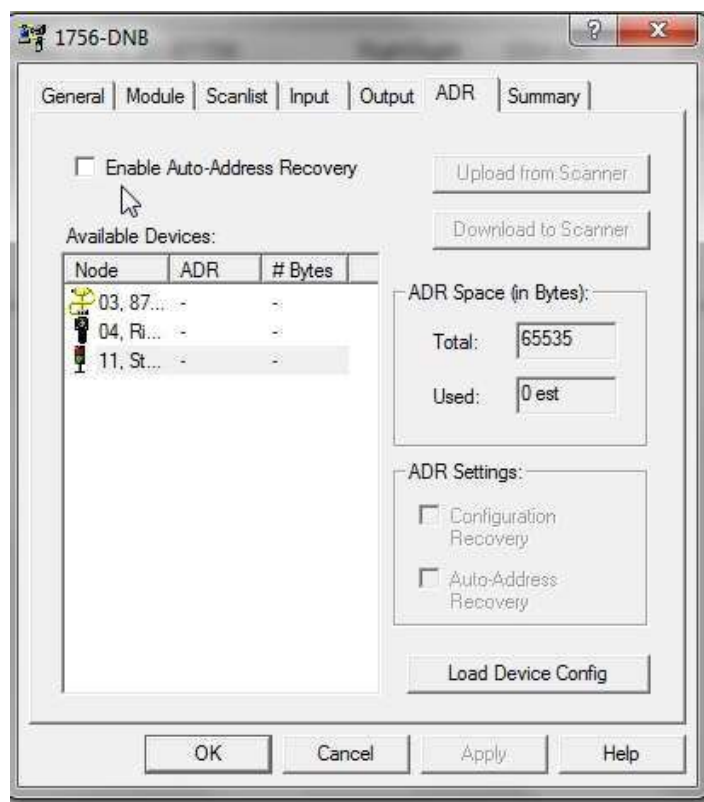 1756-DNB
General Module Scanlist Input Output ADR Summary
Enable Auto-Address Recovery
Upload from Scanner
Download to Scanner
Available Devices:
Node ADR # Bytes
03, 87... - -
04, Ri... - -
11, St... - -
ADR Space (in Bytes):
Total: 65535
Used: 0 est
ADR Settings:
Configuration
Recovery
Auto-Address
Recovery
Load Device Config
OK Cancel Apply Help